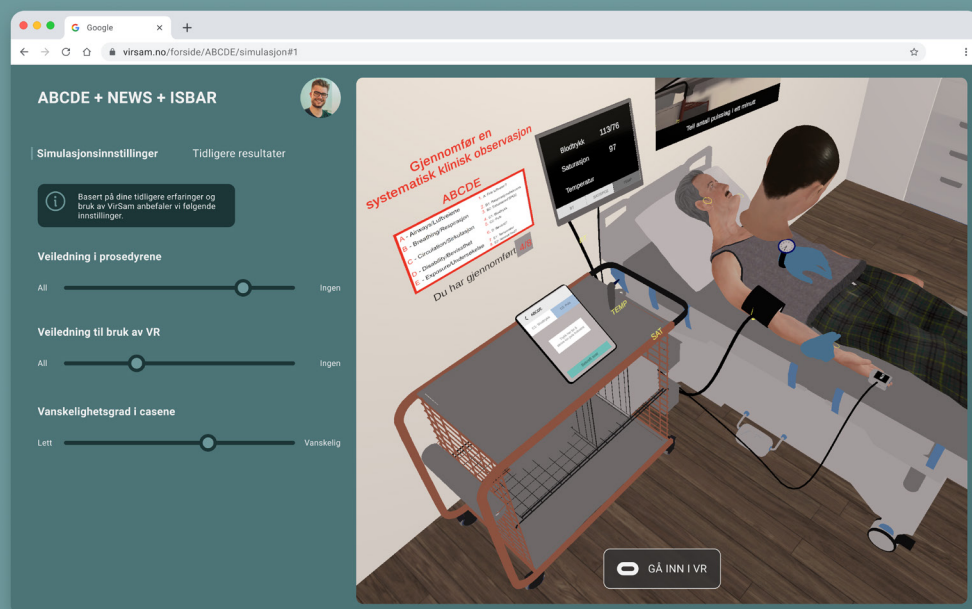 Google
virsam.no/forside/ABCDE/simulasjon#1
ABCDE + NEWS + ISBAR
Simulasjonsinnstillinger
Tidligere resultater
Basert på dine tidligere erfaringer og
bruk av VirSam anbefaler vi følgende
innstillinger.
Veiledning i prosedyrene
All
Ingen
Veiledning til bruk av VR
All
Ingen
Vanskelighetsgrad i casene
Lett
Vanskelig
Gjennomfør en
systematisk klinisk observasjon
ABCDE
A - Airways/Luftveiene
B - Breathing/Respirasjon
C - Circulation/Sirkulasjon
D - Disability/Bevissthet
E - Exposure/Undersøkelse
Du har gjennomført 4/9
Blodtrykk 113/76
Saturasjon 97
Temperatur
Tell antall pulsslag i ett minutt
ABCDE
TEMP
SAT
GÅ INN I VR